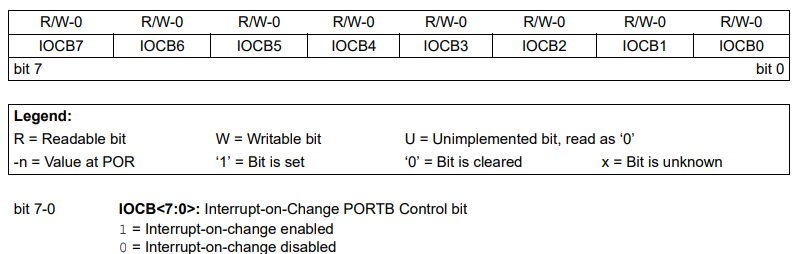 R/W-0 R/W-0 R/W-0 R/W-0 R/W-0 R/W-0 R/W-0 R/W-0
IOCB7 IOCB6 IOCB5 IOCB4 IOCB3 IOCB2 IOCB1 IOCB0
bit 7 bit 0
Legend:
R = Readable bit W = Writable bit U = Unimplemented bit, read as ‘0’
-n = Value at POR ‘1’ = Bit is set ‘0’ = Bit is cleared x = Bit is unknown
bit 7-0 IOCB<7:0>: Interrupt-on-Change PORTB Control bit
1 = Interrupt-on-change enabled
0 = Interrupt-on-change disabled